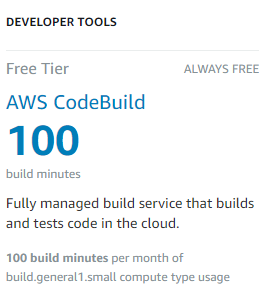 DEVELOPER TOOLS
Free Tier ALWAYS FREE
AWS CodeBuild
100
build minutes
Fully managed build service that builds
and tests code in the cloud.
100 build minutes per month of
build.general1.small compute type usage